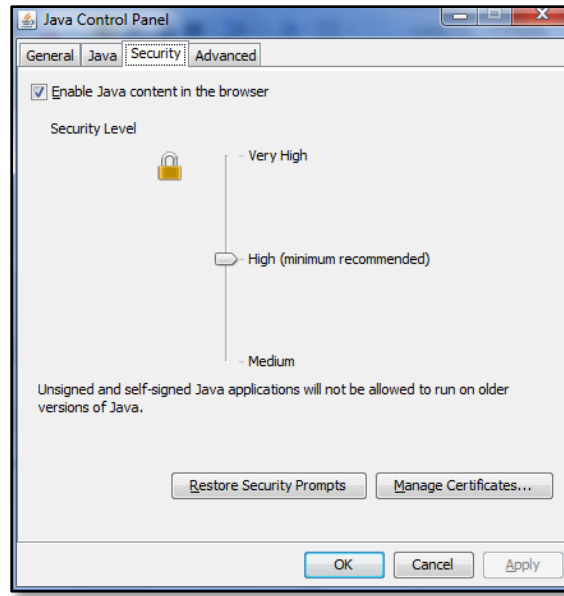 Java Control Panel
General Java Security Advanced
Enable Java content in the browser
Security Level
Very High
High (minimum recommended)
Medium
Unsigned and self-signed Java applications will not be allowed to run on older
versions of Java.
Restore Security Prompts Manage Certificates...
OK Cancel Apply